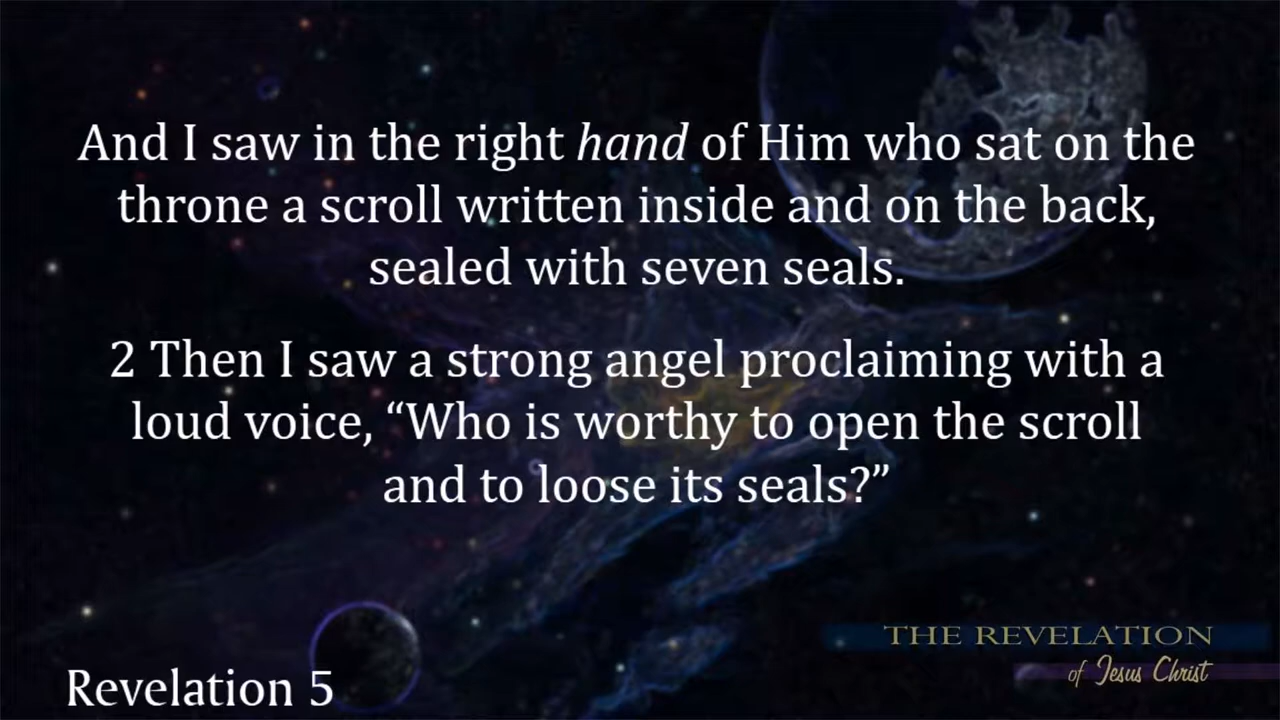 And I saw in the right hand of Him who sat on the
throne a scroll written inside and on the back,
sealed with seven seals.
2 Then I saw a strong angel proclaiming with a
loud voice, “Who is worthy to open the scroll
and to loose its seals?”
THE REVELATION
of Jesus Christ
Revelation 5